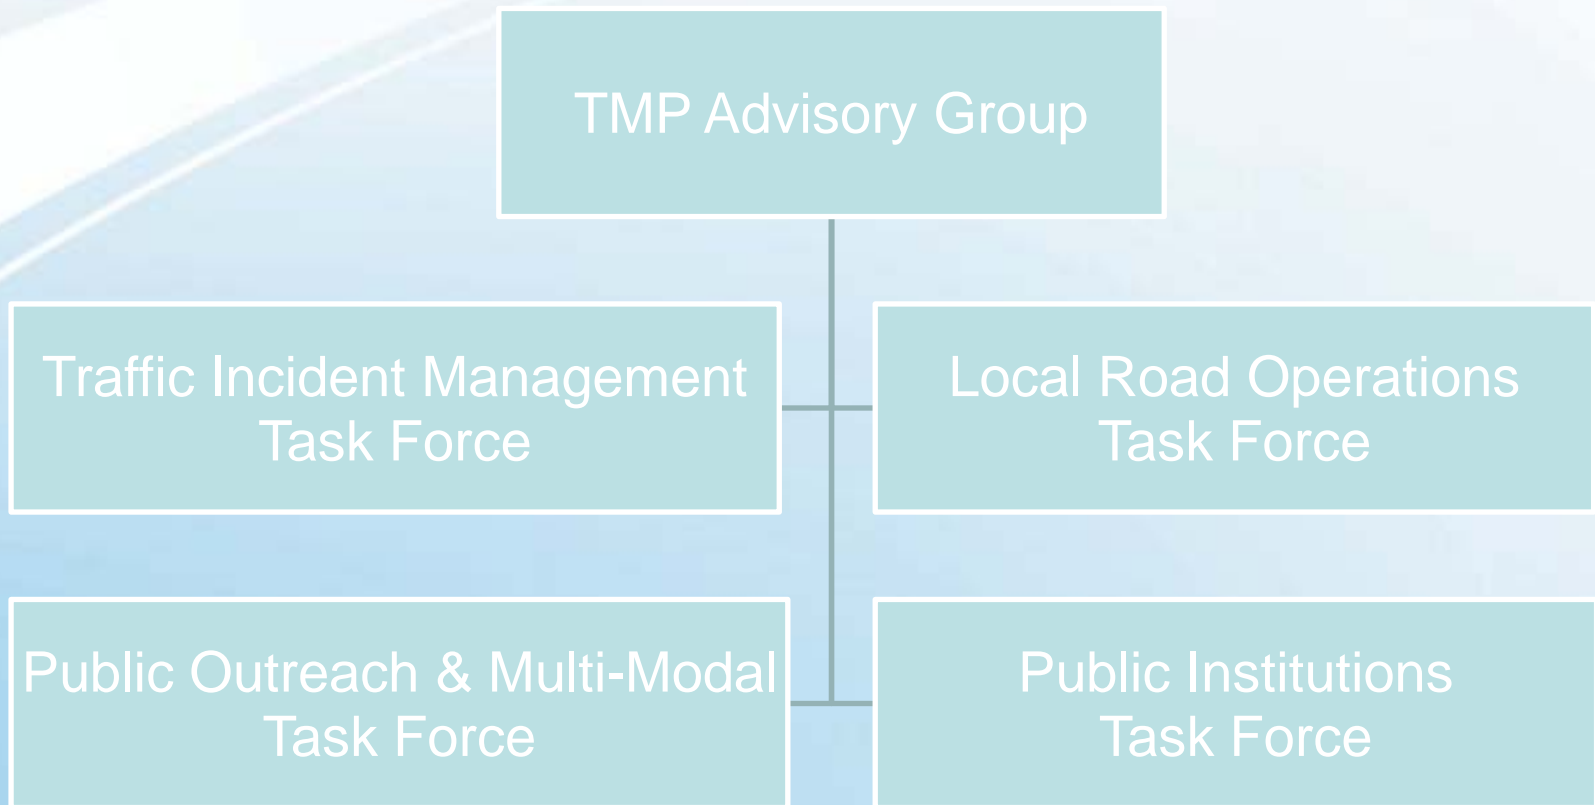 TMP Advisory Group
Traffic Incident Management
Task Force
Local Road Operations
Task Force
Public Outreach & Multi-Modal
Task Force
Public Institutions
Task Force